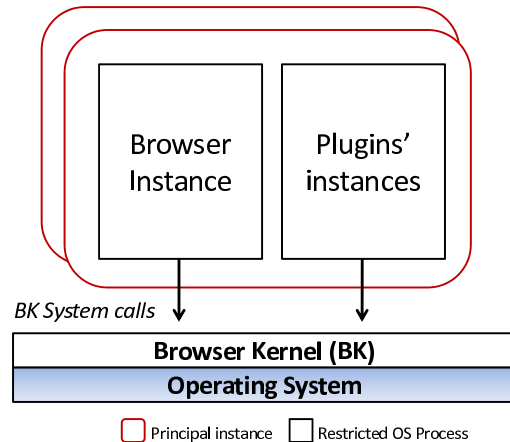 Browser
Instance
Plugins'
instances
BK System calls
Browser Kernel (BK)
Operating System
Principal instance
Restricted OS Process